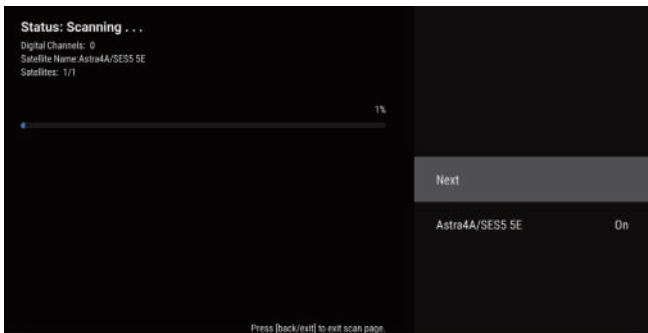 Status: Scanning . . .
Digital Channels: 0
Satellite Name:Astra4A/SES5 5E
Satellites: 1/1
1%
Next
Astra4A/SES5 5E On
Press [back/exit] to exit scan page.